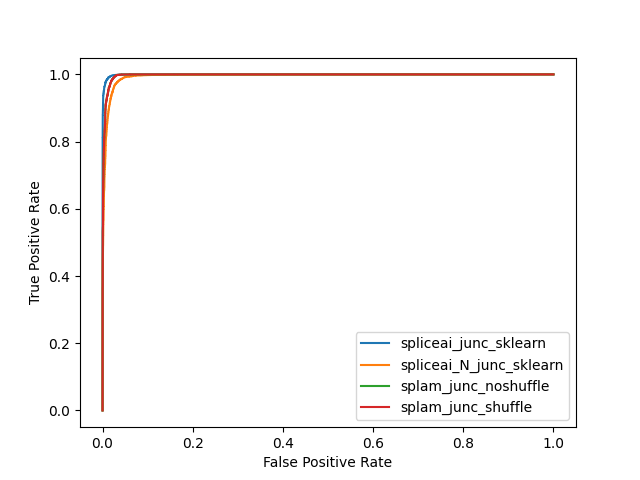 1.0
0.8
0.6
0.4
0.2
0.0
True Positive Rate
spliceai_junc_sklearn
spliceai_N_junc_sklearn
splam_junc_noshuffle
splam_junc_shuffle
0.0 0.2 0.4 0.6 0.8 1.0
False Positive Rate